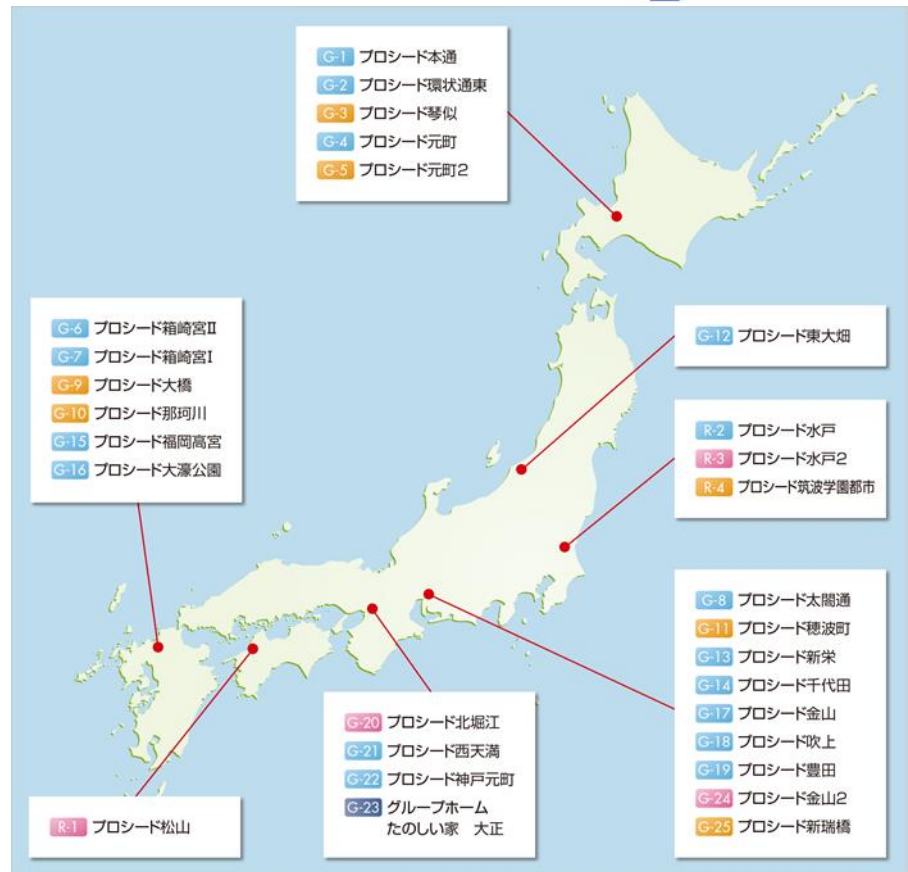 G-1 プロシード本通
G-2 プロシード環状通東
G-3 プロシード琴似
G-4 プロシード元町
G-5 プロシード元町2
G-6 プロシード箱崎宮Ⅱ
G-7 プロシード箱崎宮Ⅰ
G-9 プロシード大橋
G-10 プロシード那珂川
G-15 プロシード福岡高宮
G-16 プロシード大濠公園
G-12 プロシード東大畑
R-2 プロシード水戸
R-3 プロシード水戸2
R-4 プロシード筑波学園都市
G-8 プロシード太閤通
G-11 プロシード穂波町
G-13 プロシード新栄
G-14 プロシード千代田
G-17 プロシード金山
G-18 プロシード吹上
G-19 プロシード豊田
G-24 プロシード金山2
G-25 プロシード新瑞橋
G-20 プロシード北堀江
G-21 プロシード西天満
G-22 プロシード神戸元町
G-23 グループホーム
たのしい家 大正
R-1 プロシード松山